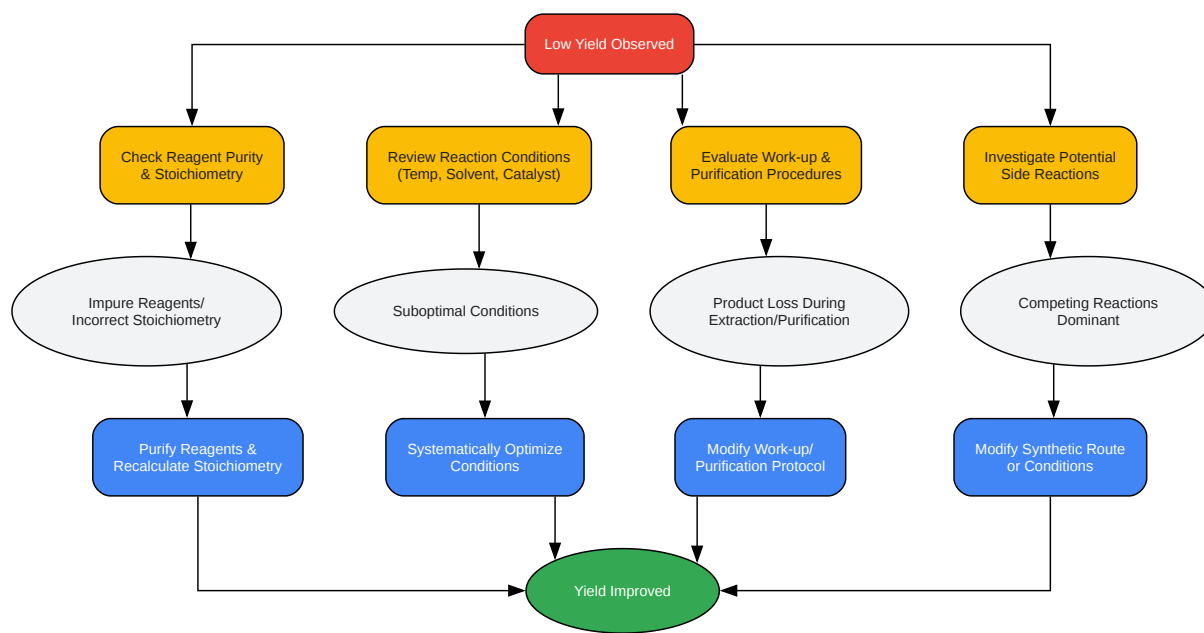 Low Yield Observed
Check Reagent Purity
& Stoichiometry
Review Reaction Conditions
(Temp, Solvent, Catalyst)
Evaluate Work-up &
Purification Procedures
Investigate Potential
Side Reactions
Impure Reagents/
Incorrect Stoichiometry
Suboptimal Conditions
Product Loss During
Extraction/Purification
Competing Reactions
Dominant
Purify Reagents &
Recalculate Stoichiometry
Systematically Optimize
Conditions
Modify Work-up/
Purification Protocol
Modify Synthetic Route
or Conditions
Yield Improved